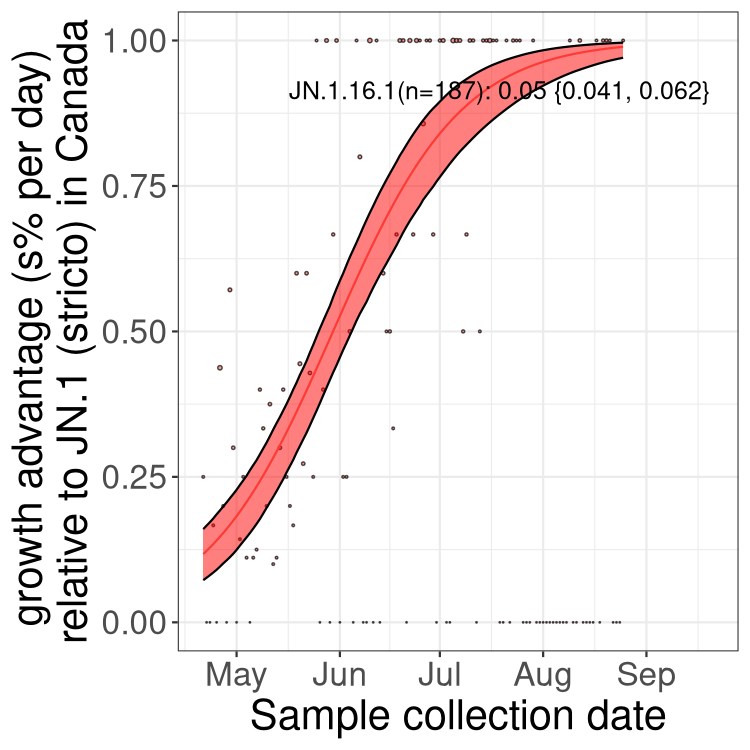 growth advantage (s% per day)
relative to JN.1 (stricto) in Canada
1.00
0.75
0.50
0.25
0.00
JN.1.16.1(n=187): 0.05 {0.041, 0.062}
May Jun Jul Aug Sep
Sample collection date